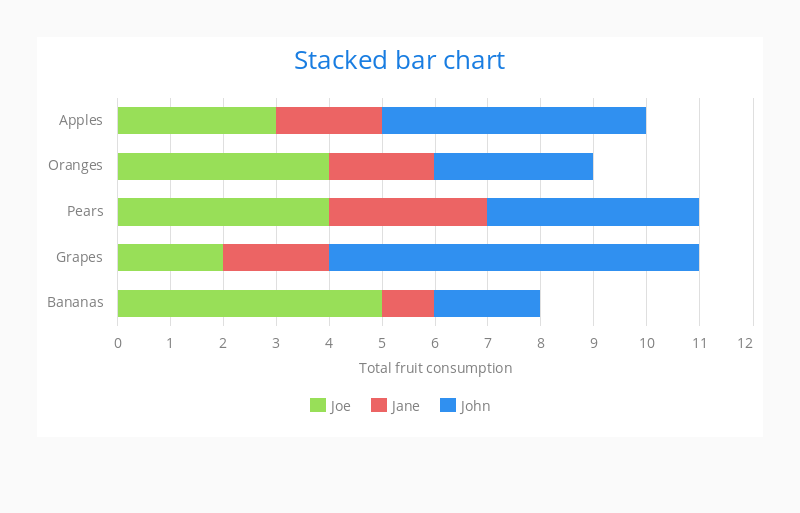 Stacked bar chart
Apples
Oranges
Pears
Grapes
Bananas
0 1 2 3 4 5 6 7 8 9 10 11 12
Total fruit consumption
Joe Jane John